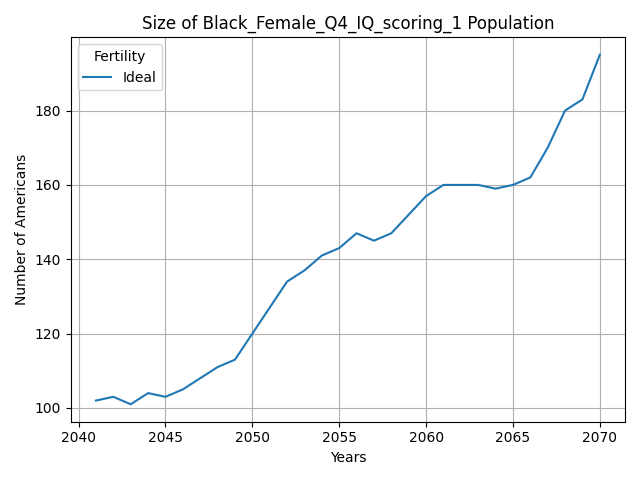 Size of Black_Female_Q4_IQ_scoring_1 Population
Fertility
Ideal
Number of Americans
180
160
140
120
100
2040 2045 2050 2055 2060 2065 2070
Years